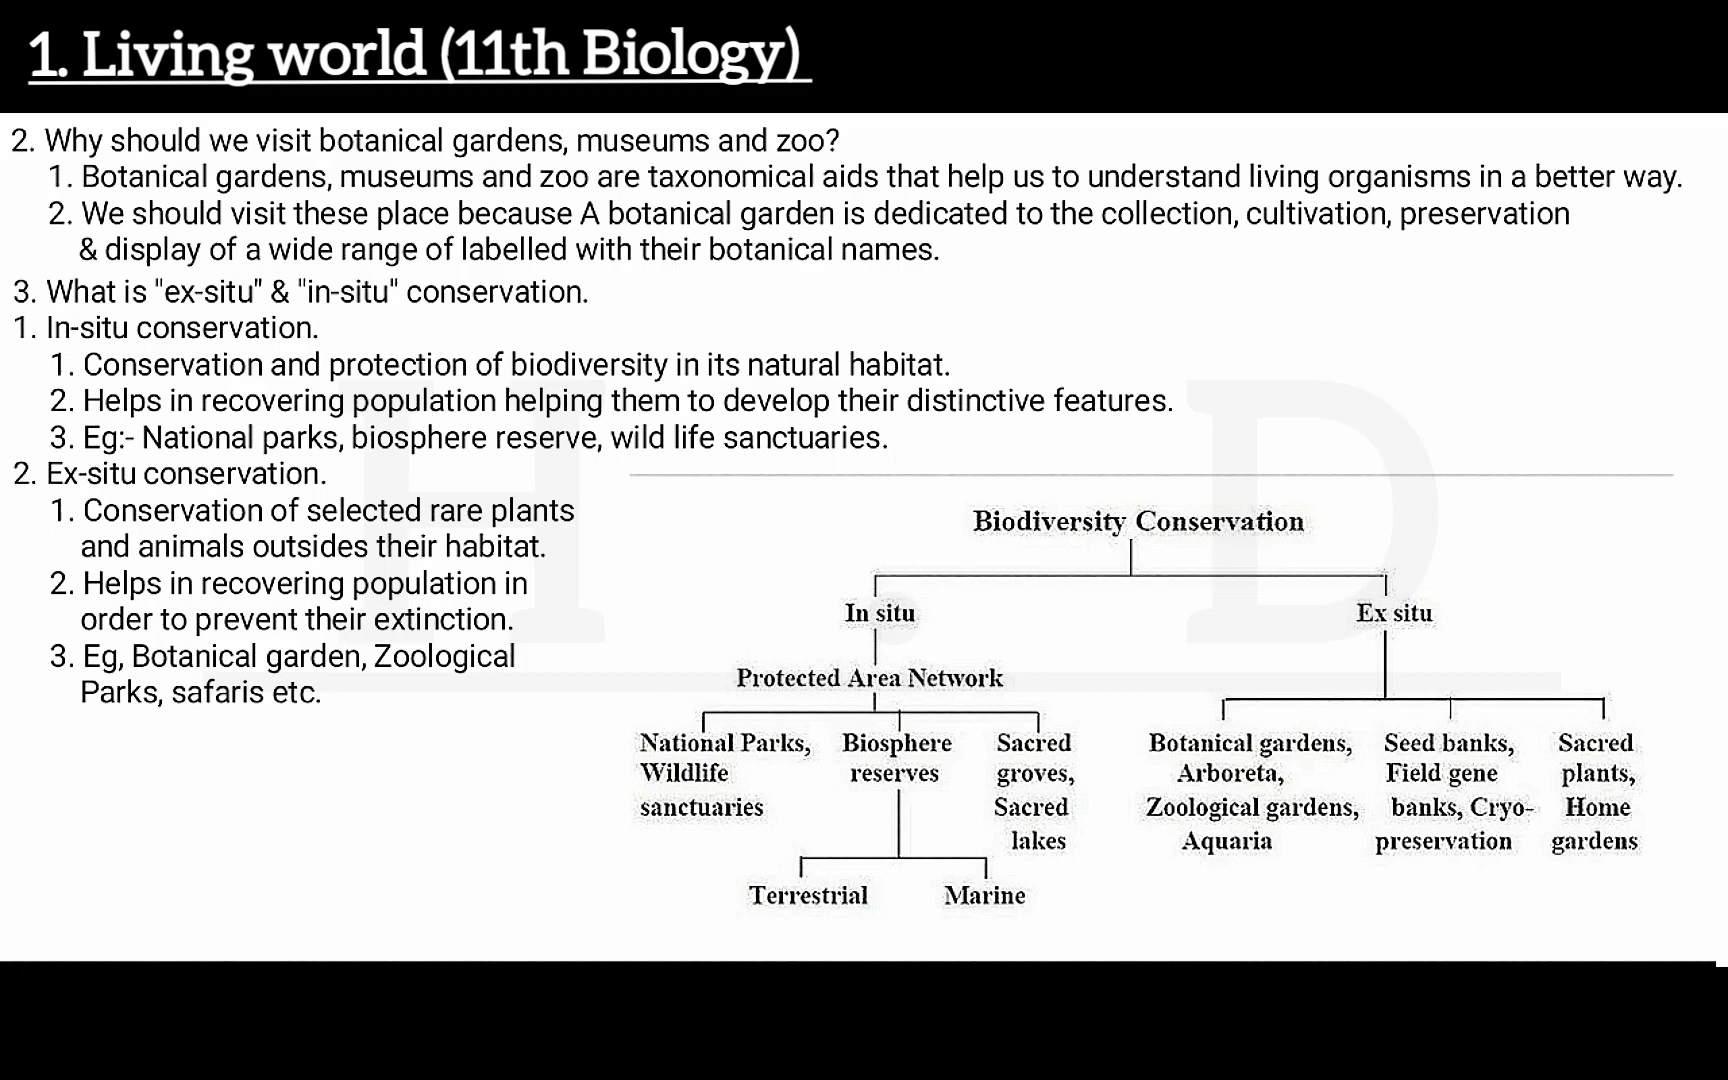 1. Living world (11th Biology)
2. Why should we visit botanical gardens, museums and zoo?
1. Botanical gardens, museums and zoo are taxonomical aids that help us to understand living organisms in a better way.
2. We should visit these place because A botanical garden is dedicated to the collection, cultivation, preservation
& display of a wide range of labelled with their botanical names.
3. What is "ex-situ" & "in-situ" conservation.
1. In-situ conservation.
1. Conservation and protection of biodiversity in its natural habitat.
2. Helps in recovering population helping them to develop their distinctive features.
3. Eg:- National parks, biosphere reserve, wild life sanctuaries.
2. Ex-situ conservation.
1. Conservation of selected rare plants
and animals outsides their habitat.
2. Helps in recovering population in
order to prevent their extinction.
3. Eg, Botanical garden, Zoological
Parks, safaris etc.
Biodiversity Conservation
In situ
Ex situ
Protected Area Network
National Parks,
Wildlife
sanctuaries
Biosphere
reserves
Sacred
groves,
Sacred
lakes
Terrestrial
Marine
Botanical gardens,
Arboreta,
Zoological gardens,
Aquaria
Seed banks,
Field gene
banks, Cryo-
preservation
Sacred
plants,
Home
gardens
H . D